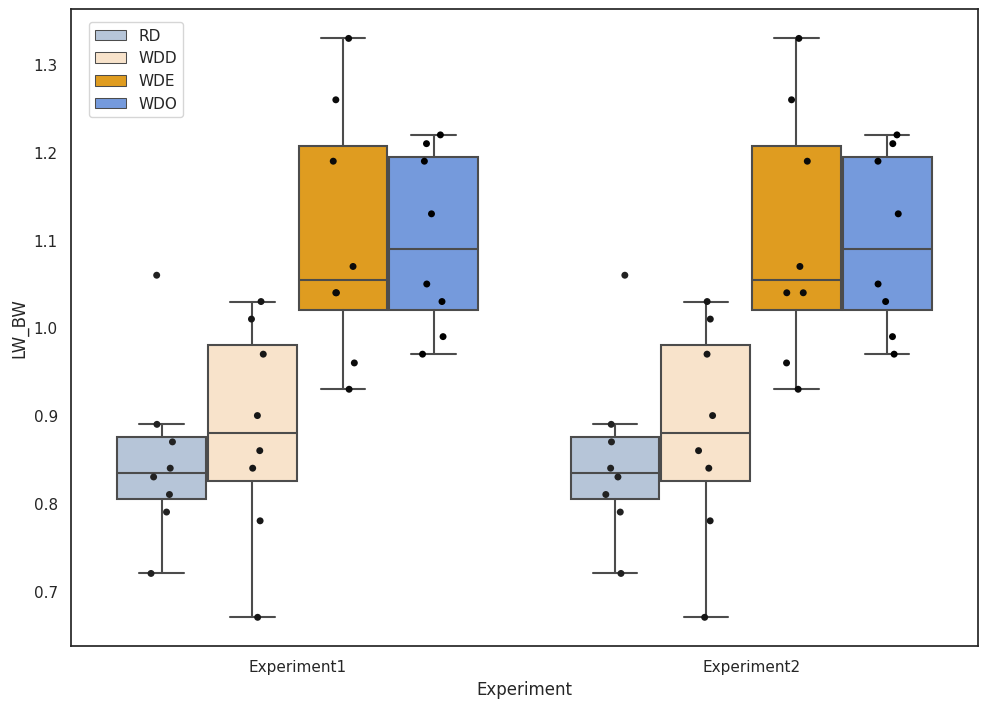 RD
WDD
WDE
WDO
LW_BW
1.3
1.2
1.1
1.0
0.9
0.8
0.7
Experiment1
Experiment2
Experiment